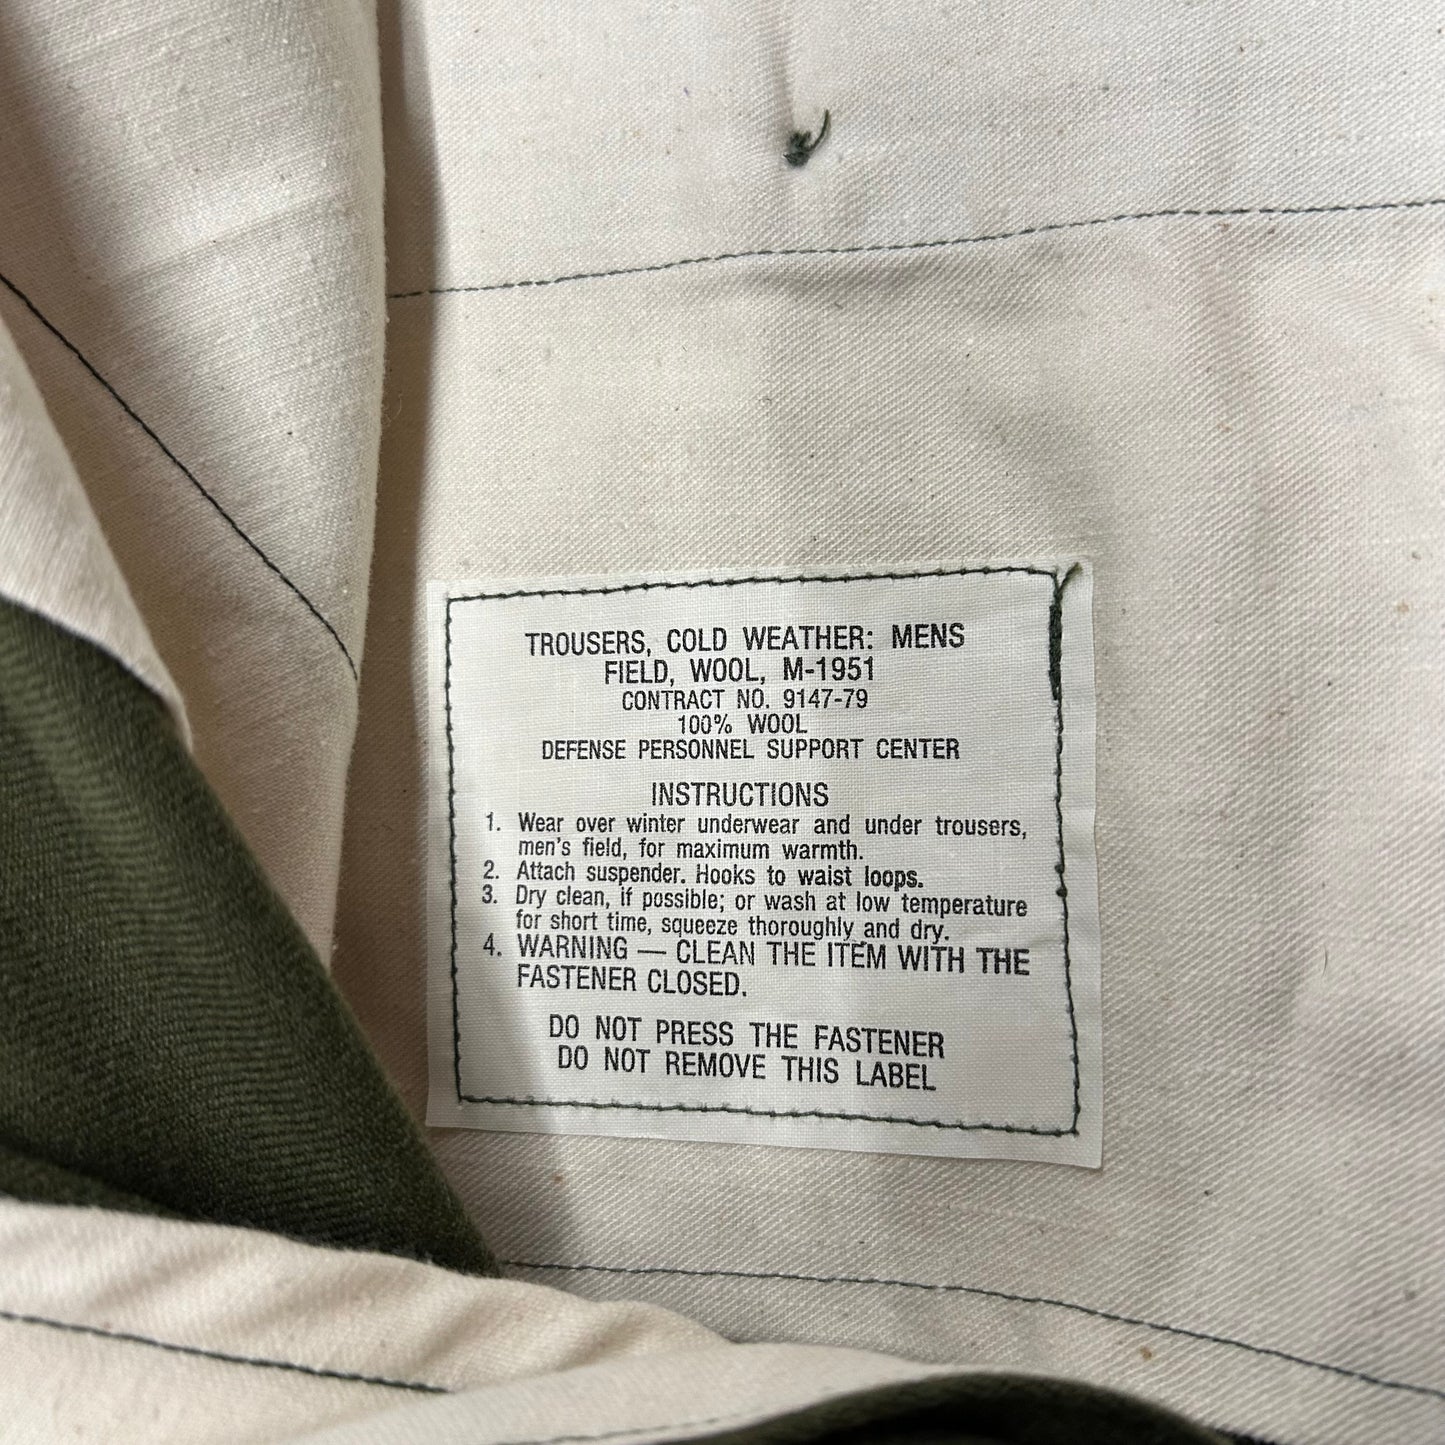 TROUSERS, COLD WEATHER: MENS
FIELD, WOOL, M-1951
CONTRACT NO. 9147-79
100% WOOL
DEFENSE PERSONNEL SUPPORT CENTER
INSTRUCTIONS
1. Wear over winter underwear and under trousers,
men's field, for maximum warmth.
2. Attach suspender. Hooks to waist loops.
3. Dry clean, if possible; or wash at low temperature
for short time, squeeze thoroughly and dry.
4. WARNING — CLEAN THE ITEM WITH THE
FASTENER CLOSED.
DO NOT PRESS THE FASTENER
DO NOT REMOVE THIS LABEL